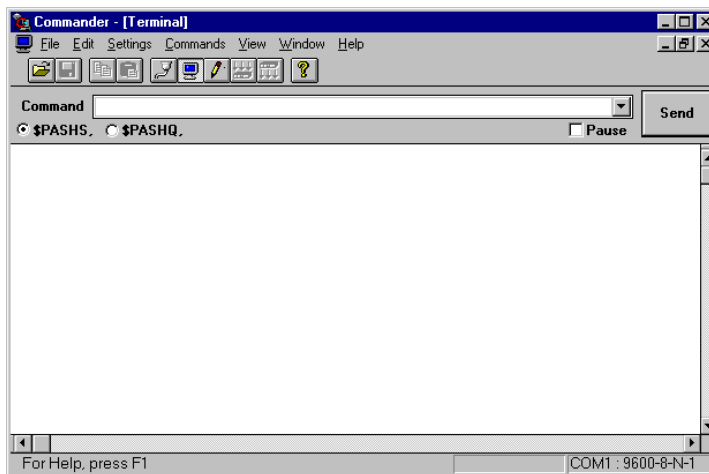 Commander - [Terminal]
File Edit Settings Commands View Window Help
Command
Send
$PASHS, $PASHQ, Pause
For Help, press F1 COM1 : 9600-8-N-1